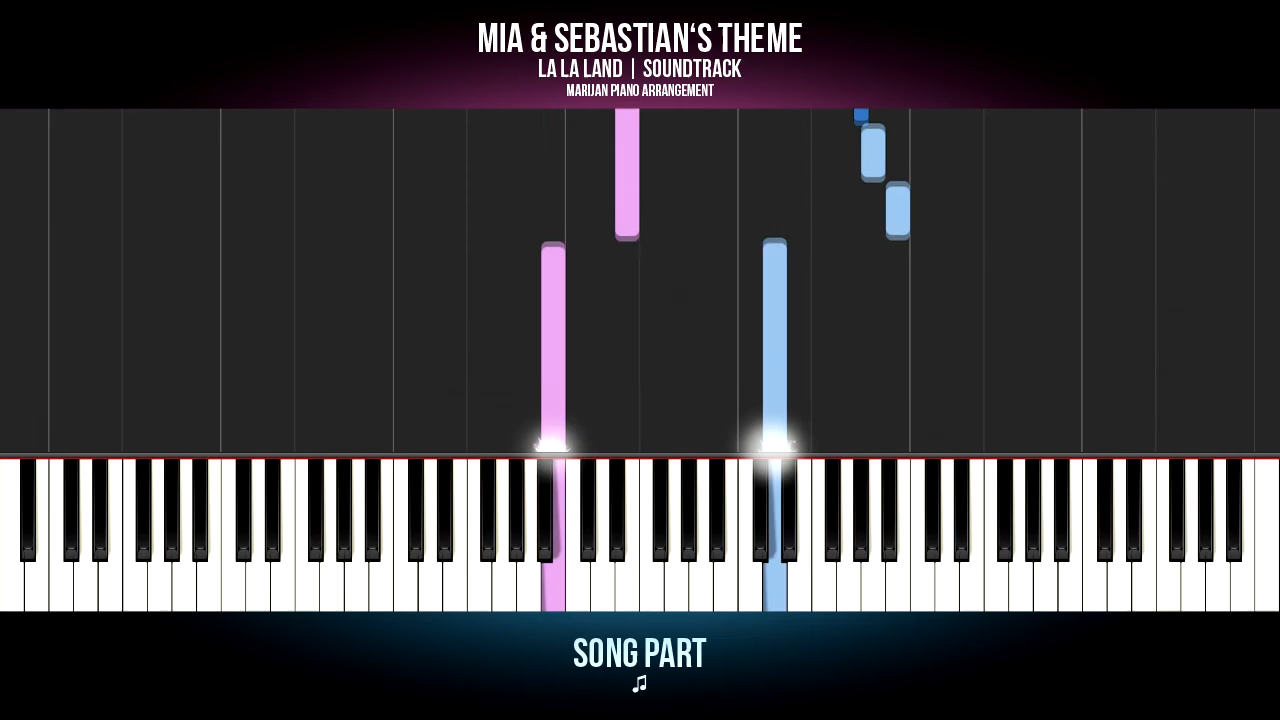 MIA & SEBASTIAN‘S THEME
LA LA LAND | SOUNDTRACK
MARIJAN PIANO ARRANGEMENT
SONG PART